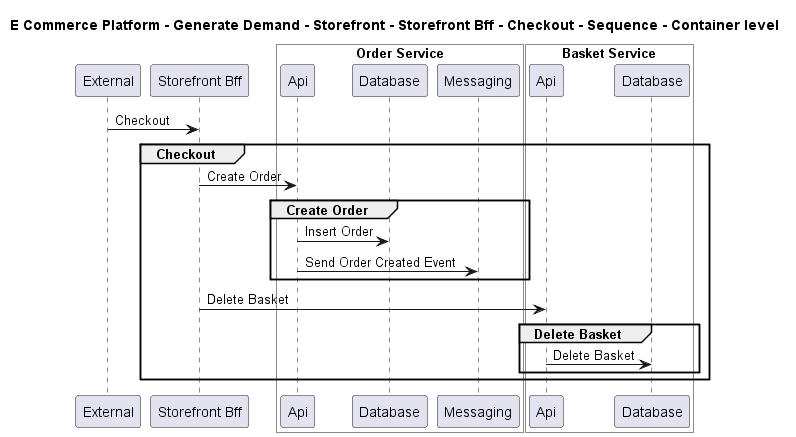 E Commerce Platform - Generate Demand - Storefront - Storefront Bff - Checkout - Sequence - Container level
Order Service
Basket Service
External
Storefront Bff
Api
Database
Messaging
Api
Database
Checkout
Checkout
Create Order
Create Order
Insert Order
Send Order Created Event
Delete Basket
Delete Basket
Delete Basket
External
Storefront Bff
Api
Database
Messaging
Api
Database